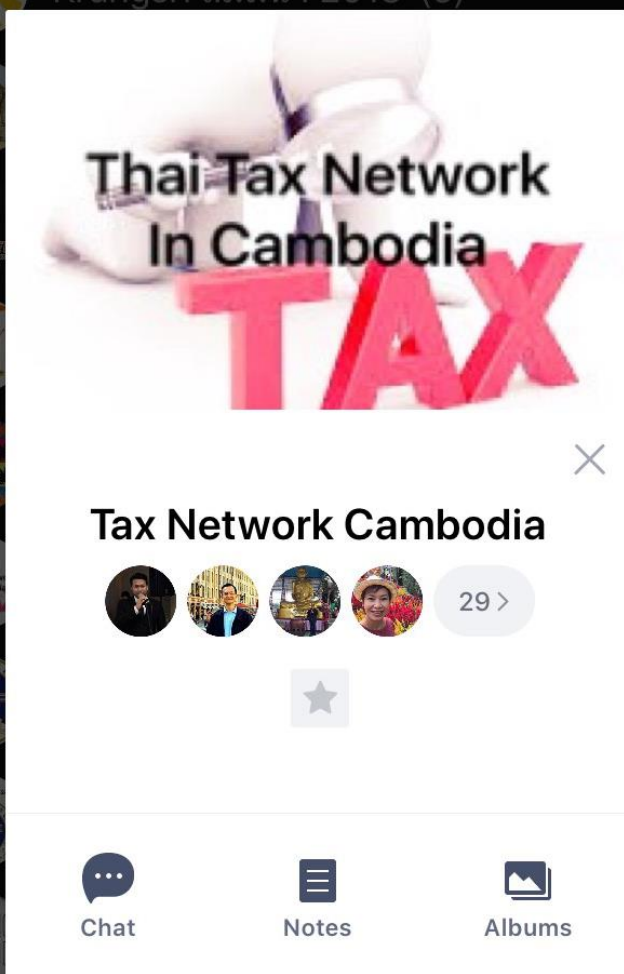 Thai Tax Network
In Cambodia
TAX
Tax Network Cambodia
29
Chat
Notes
Albums